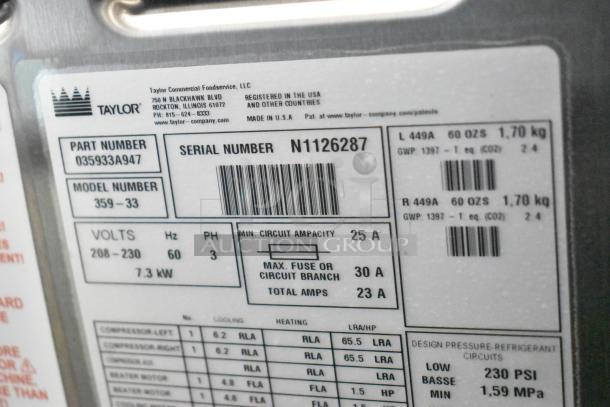 Taylor Commercial Foodservice, LLC
750 N BLACKHAWK BLVD
ROCKTON, ILLINOIS 61072
PH: 815-624-8333
www.taylor-company.com
REGISTERED IN THE USA
AND OTHER COUNTRIES
MADE IN U.S.A Pat. at www.taylor-company.com/patents
TAYLOR
PART NUMBER
035933A947
MODEL NUMBER
359-33
SERIAL NUMBER N1126287
L 449A 60 OZS 1,70 kg
GWP: 1397 - T. eq. (CO2) 2.4
R 449A 60 OZS 1,70 kg
GWP: 1397 - T. eq. (CO2) 2.4
VOLTS Hz PH
208-230 60 3
7.3 kW
MIN. CIRCUIT AMPACITY 25 A
MAX. FUSE OR
CIRCUIT BRANCH 30 A
TOTAL AMPS 23 A
AUCTION GROUP
No. COOLING HEATING LRA/HP
COMPRESSOR-LEFT 1 6.2 RLA RLA 65.5 LRA
COMPRESSOR-RIGHT 1 6.2 RLA RLA 65.5 LRA
RLA RLA LRA
BEATER MOTOR 1 4.8 FLA FLA 1.5 HP
BEATER MOTOR 1 4.8 FLA FLA 1.5 HP
DESIGN PRESSURE-REFRIGERANT
CIRCUITS
LOW 230 PSI
BASSE
MIN 1,59 MPa